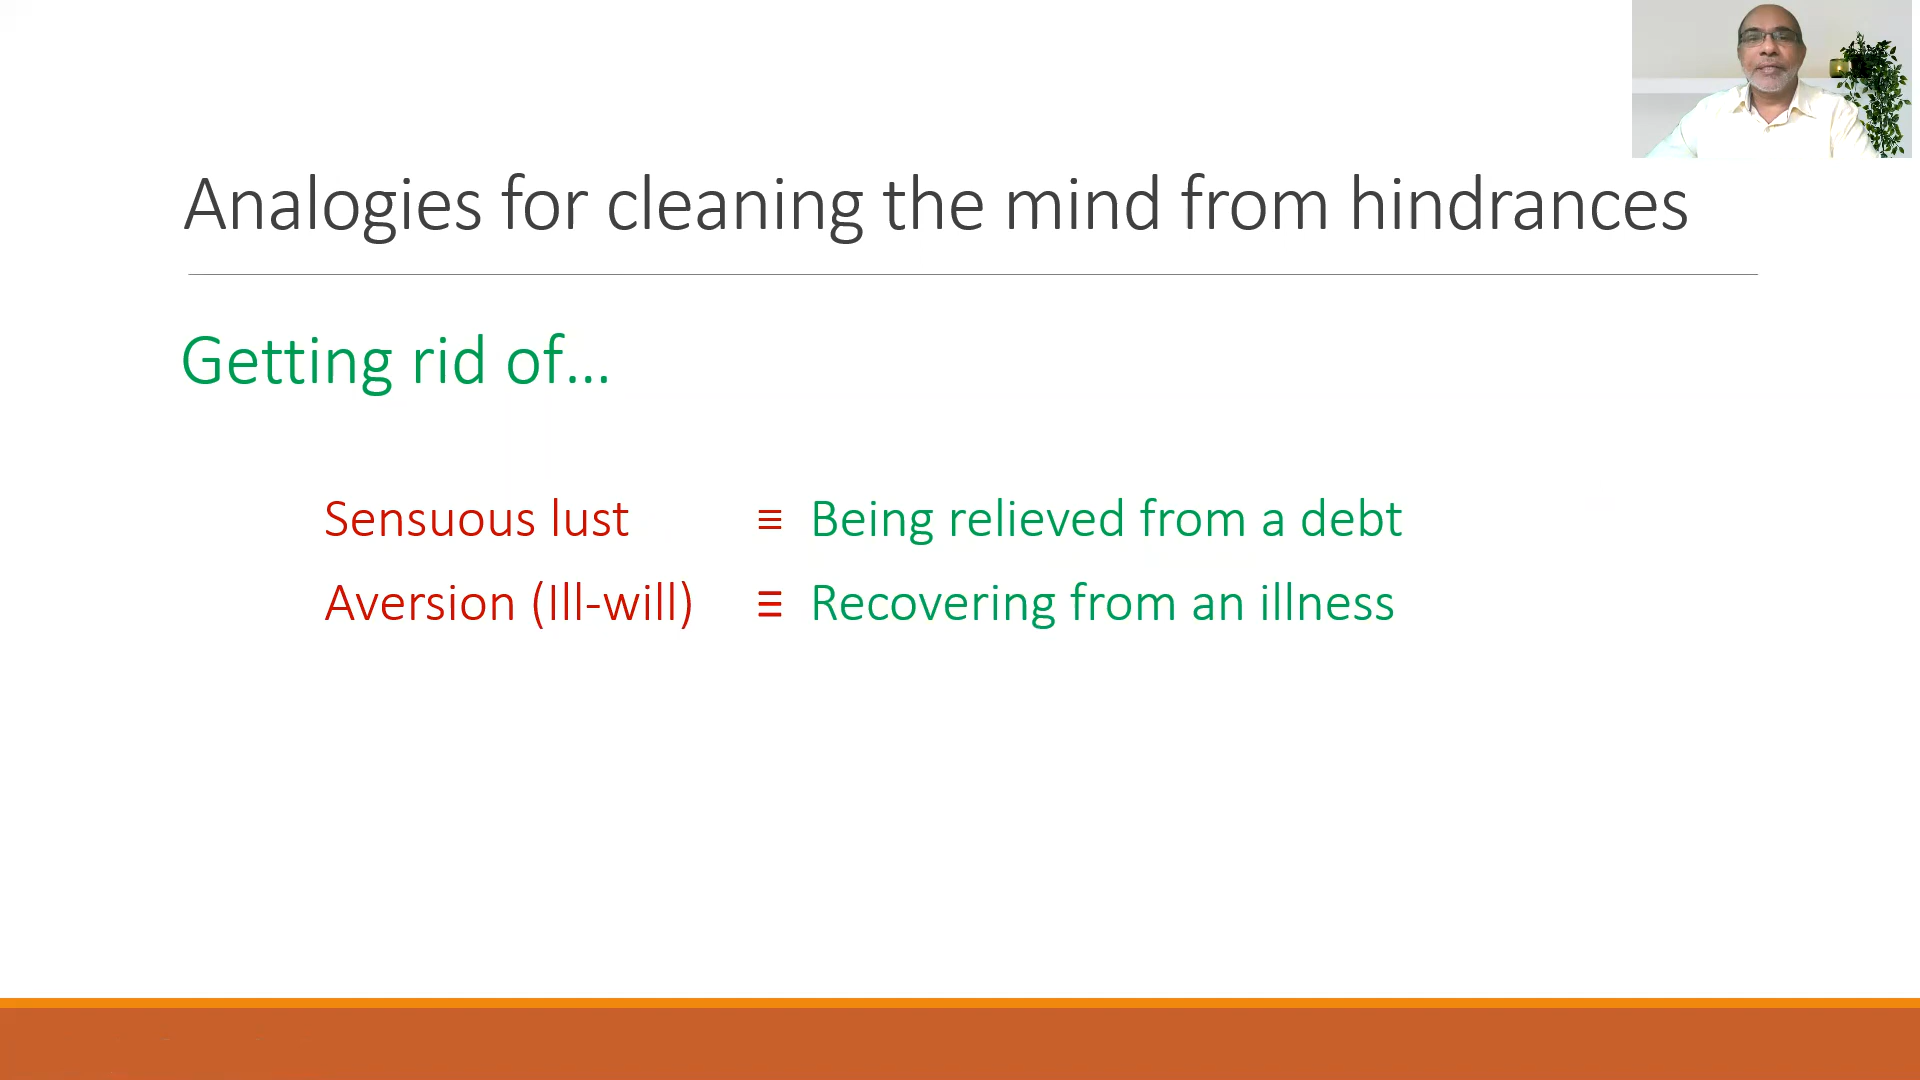 Analogies for cleaning the mind from hindrances
Getting rid of...
Sensuous lust ≡ Being relieved from a debt
Aversion (Ill-will) ≡ Recovering from an illness